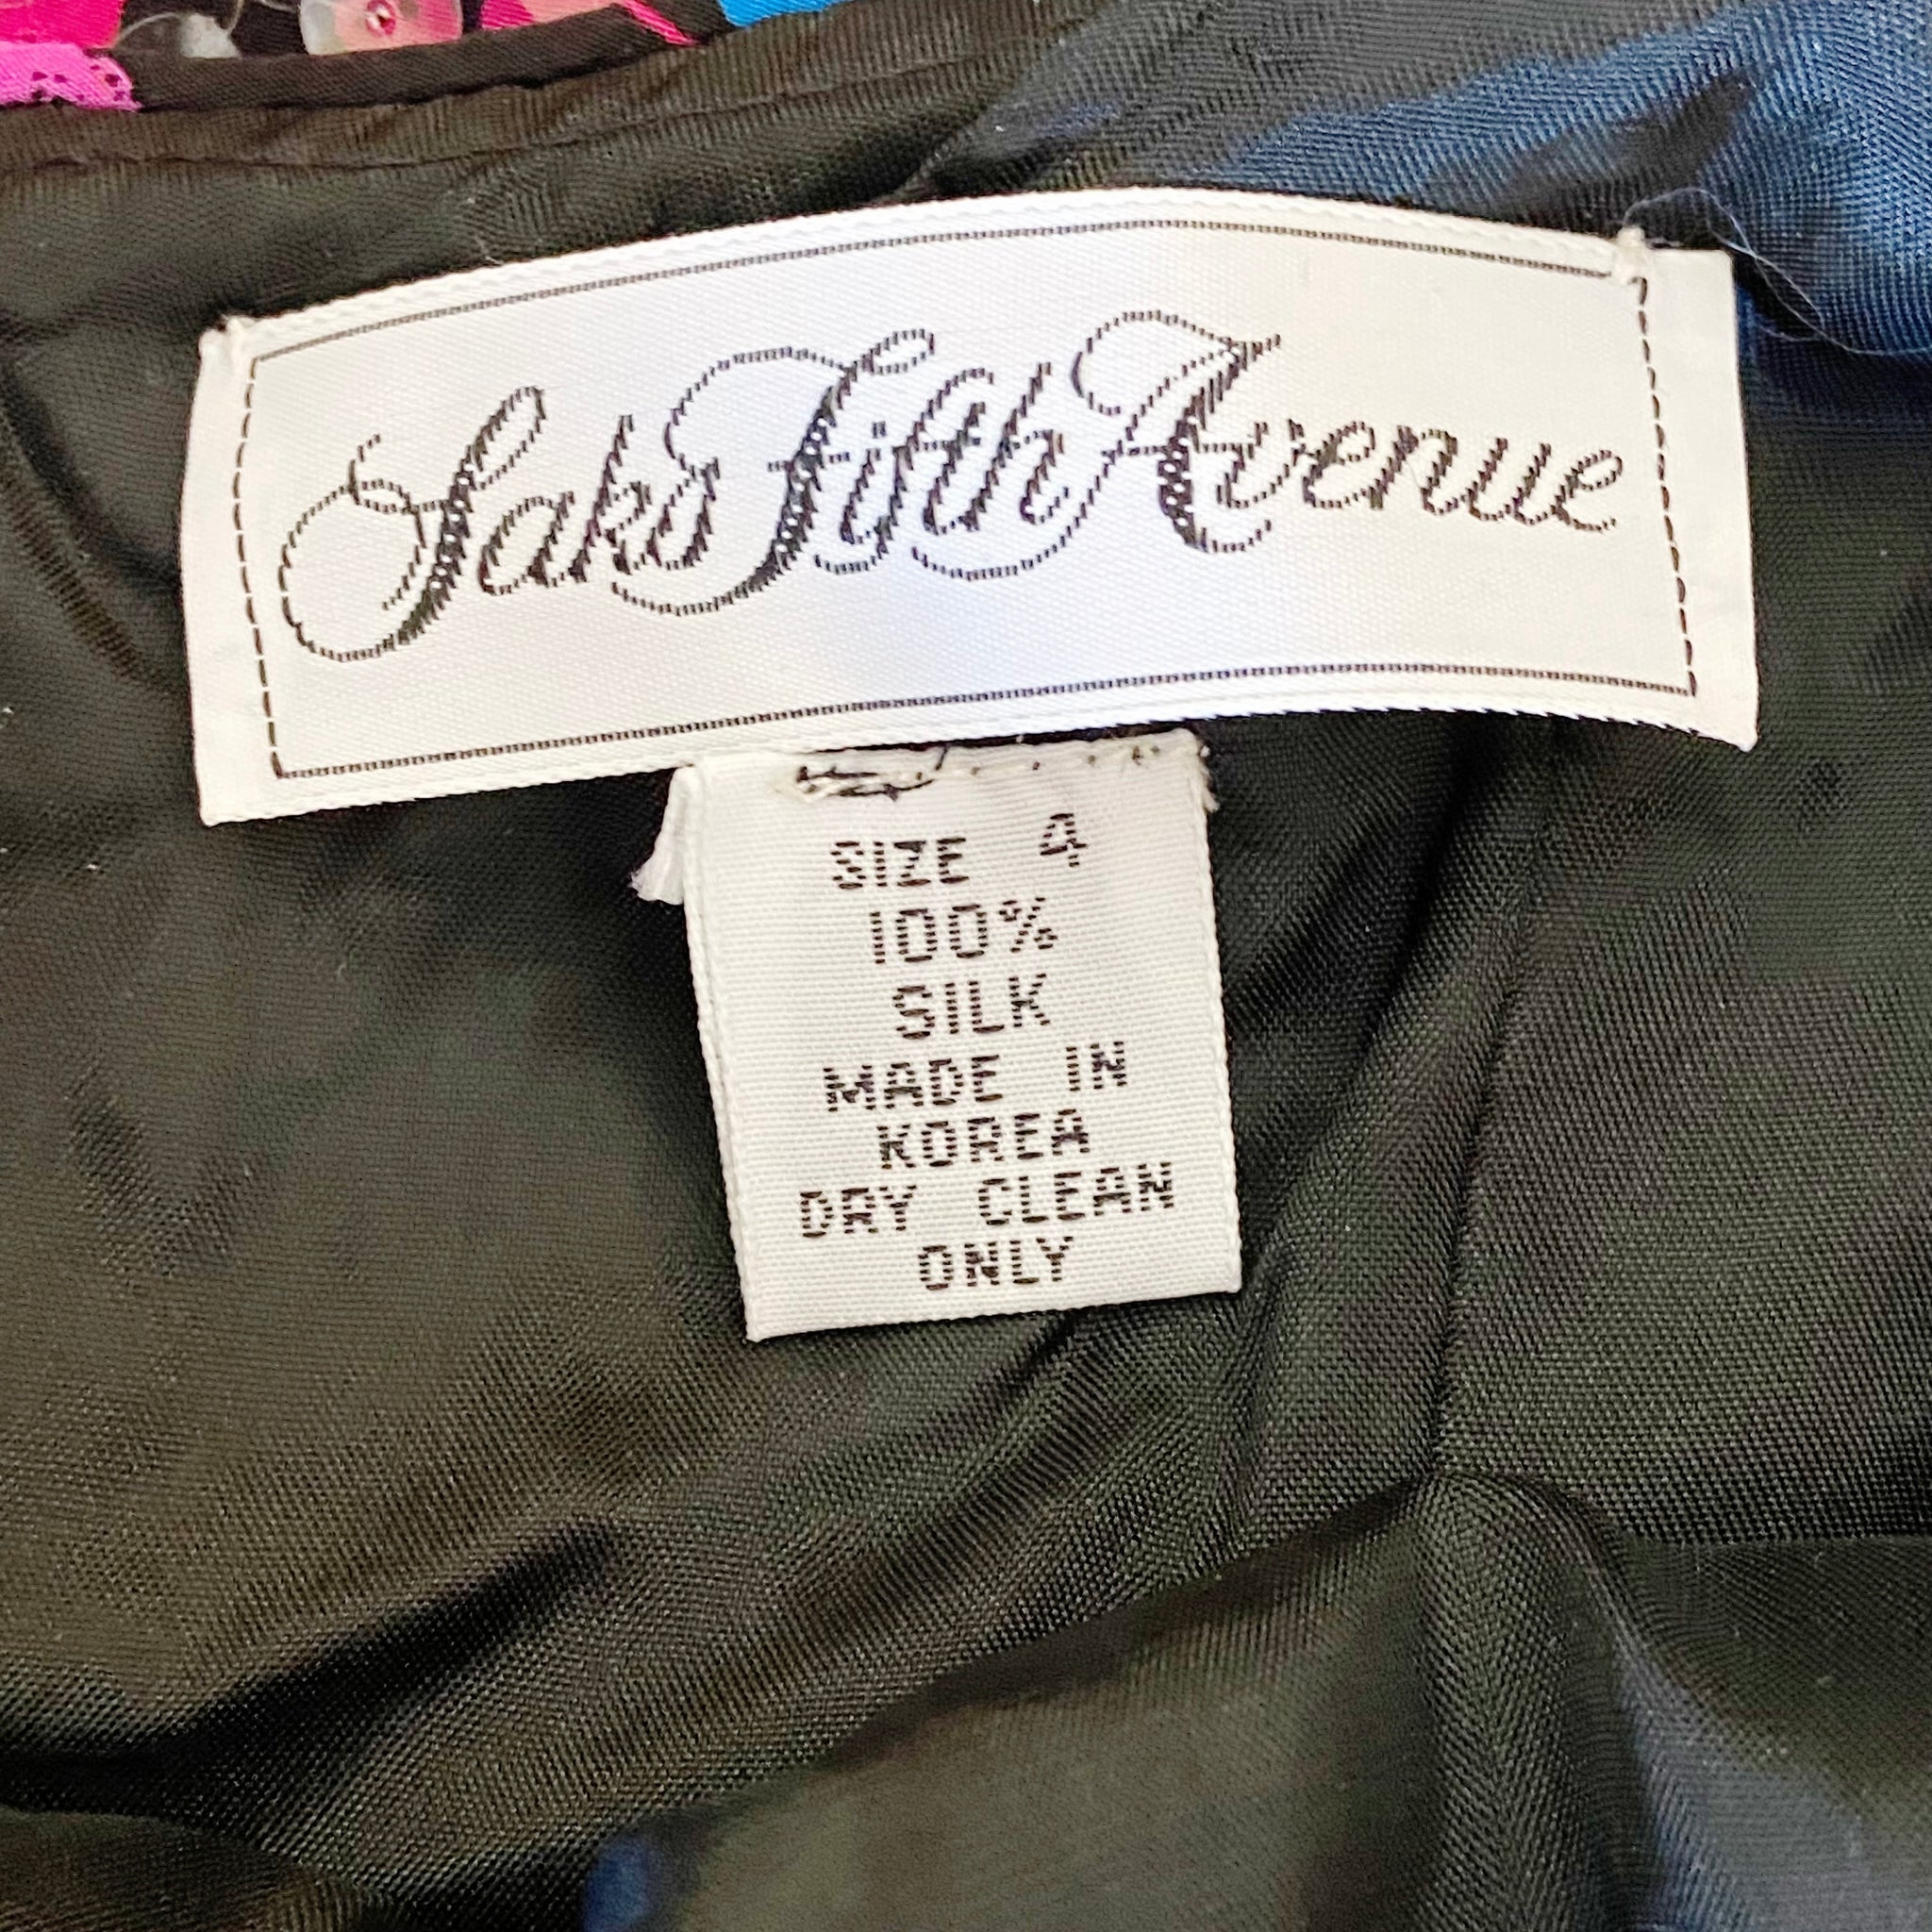 Saks Fifth Avenue
SIZE 4
100%
SILK
MADE IN
KOREA
DRY CLEAN
ONLY